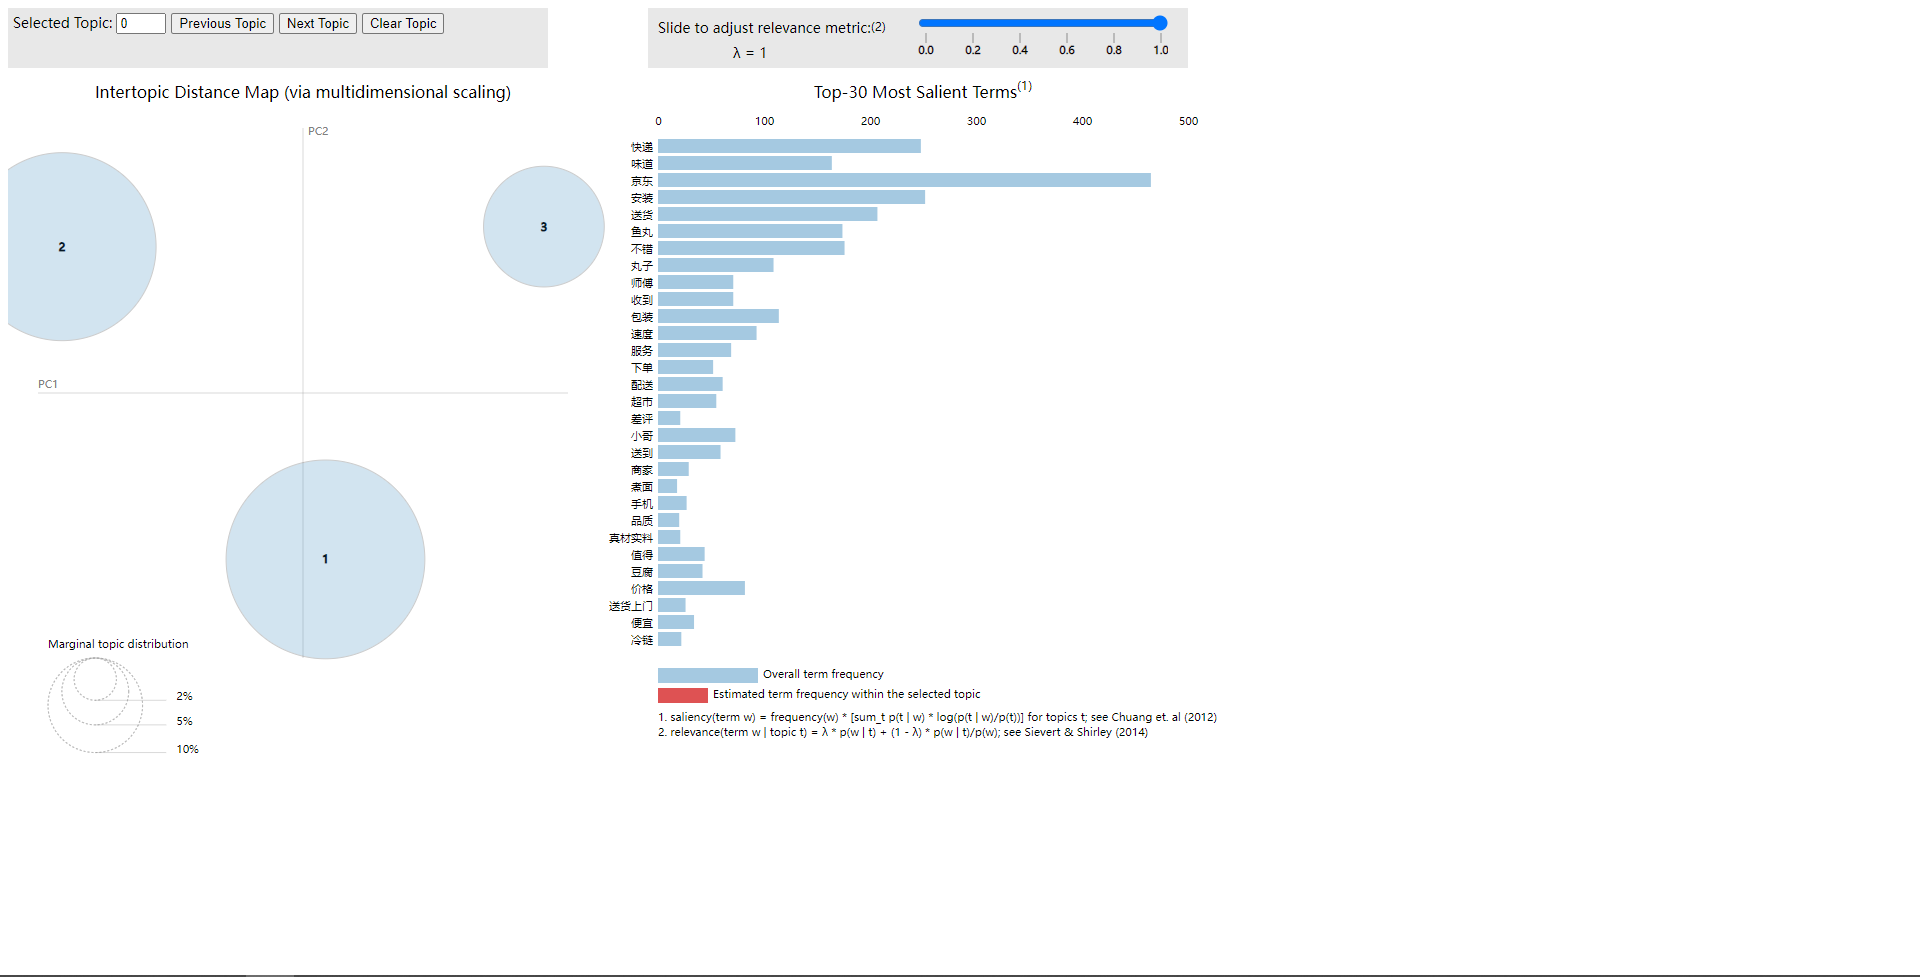 Selected Topic: 0 Previous Topic Next Topic Clear Topic
Slide to adjust relevance metric:(2)
λ = 1
0.0 0.2 0.4 0.6 0.8 1.0
Intertopic Distance Map (via multidimensional scaling)
PC2
PC1
2
3
1
Marginal topic distribution
2%
5%
10%
Top-30 Most Salient Terms(1)
0 100 200 300 400 500
快递
味道
京东
安装
送货
鱼丸
不错
丸子
师傅
收到
包装
速度
服务
下单
配送
超市
差评
小哥
送到
商家
煮面
手机
品质
真材实料
值得
豆腐
价格
送货上门
便宜
冷链
Overall term frequency
Estimated term frequency within the selected topic
1. saliency(term w) = frequency(w) * [sum_t p(t | w) * log(p(t | w)/p(t))] for topics t; see Chuang et. al (2012)
2. relevance(term w | topic t) = λ * p(w | t) + (1 - λ) * p(w | t)/p(w); see Sievert & Shirley (2014)